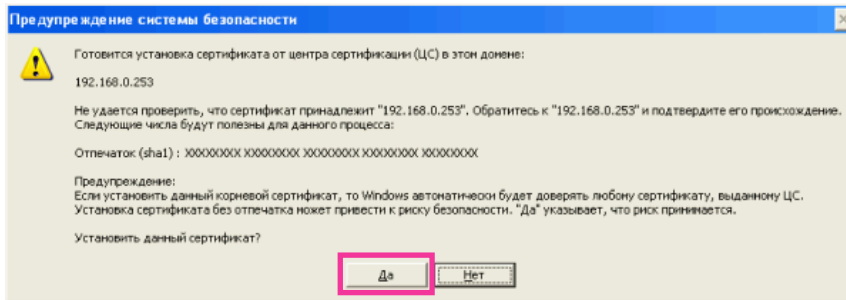 Предупреждение системы безопасности
Готовится установка сертификата от центра сертификации (ЦС) в этом домене:
192.168.0.253
Не удается проверить, что сертификат принадлежит "192.168.0.253". Обратитесь к "192.168.0.253" и подтвердите его происхождение.
Следующие числа будут полезны для данного процесса:
Отпечаток (sha1) : XXXXXXXX XXXXXXXX XXXXXXXX XXXXXXXX XXXXXXXX
Предупреждение:
Если установить данный корневой сертификат, то Windows автоматически будет доверять любому сертификату, выданному ЦС.
Установка сертификата без отпечатка может привести к риску безопасности. "Да" указывает, что риск принимается.
Установить данный сертификат?
Да Нет